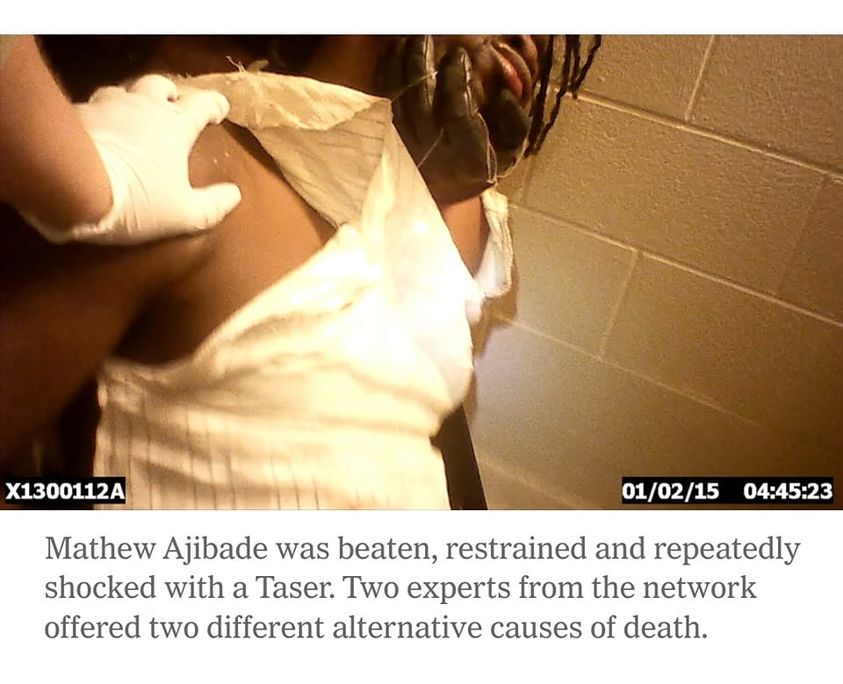 X1300112A
01/02/15 04:45:23
Mathew Ajibade was beaten, restrained and repeatedly
shocked with a Taser. Two experts from the network
offered two different alternative causes of death.